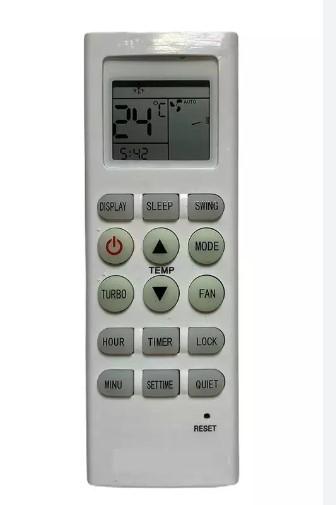 24°C AUTO
5:42
DISPLAY SLEEP SWING
MODE
TEMP
TURBO FAN
HOUR TIMER LOCK
MINU SETTIME QUIET
RESET